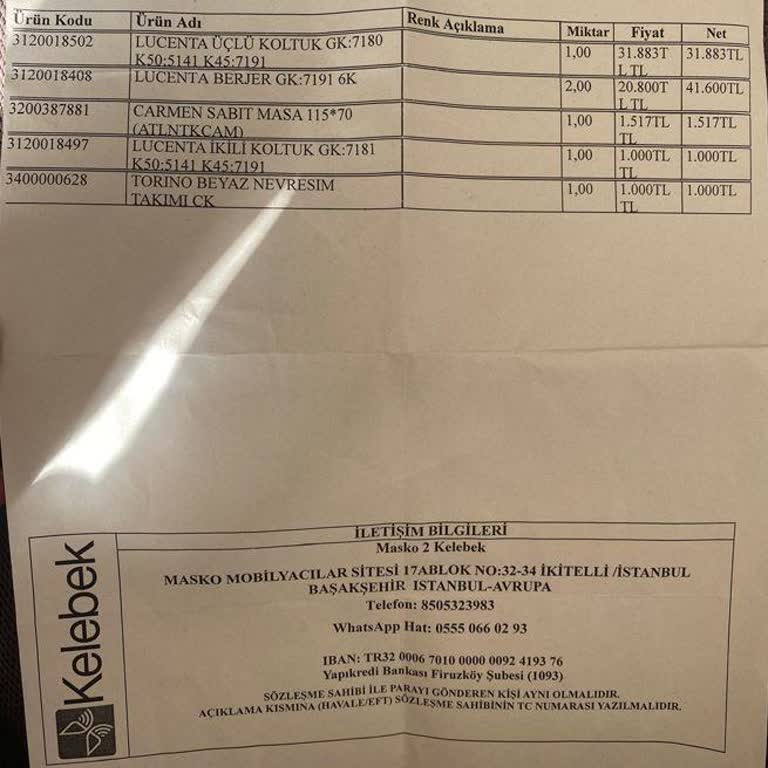 Ürün Kodu Ürün Adı Renk Açıklama Miktar Fiyat Net
3120018502 LUCENTA ÜÇLÜ KOLTUK GK:7180 1,00 31.883T 31.883TL
K50:5141 K45:7191 L TL
3120018408 LUCENTA BERJER GK:7191 6K 2,00 20.800T 41.600TL
L TL
3200387881 CARMEN SABIT MASA 115*70 1,00 1.517TL 1.517TL
(ATLNTKCAM) TL
3120018497 LUCENTA İKİLİ KOLTUK GK:7181 1,00 1.000TL 1.000TL
K50:5141 K45:7191 TL
3400000628 TORINO BEYAZ NEVRESIM 1,00 1.000TL 1.000TL
TAKIMI CK TL
İLETİŞİM BİLGİLERİ
Masko 2 Kelebek
MASKO MOBİLYACILAR SİTESİ 17ABLOK NO:32-34 İKİTELLİ /İSTANBUL
BAŞAKŞEHİR ISTANBUL-AVRUPA
Telefon: 8505323983
WhatsApp Hat: 0555 066 02 93
IBAN: TR32 0006 7010 0000 0092 4193 76
Yapıkredi Bankası Firuzköy Şubesi (1093)
SÖZLEŞME SAHİBİ İLE PARAYI GÖNDEREN KİŞİ AYNI OLMALIDIR.
AÇIKLAMA KISMINA (HAVALE/EFT) SÖZLEŞME SAHİBİNİN TC NUMARASI YAZILMALIDIR.
Kelebek